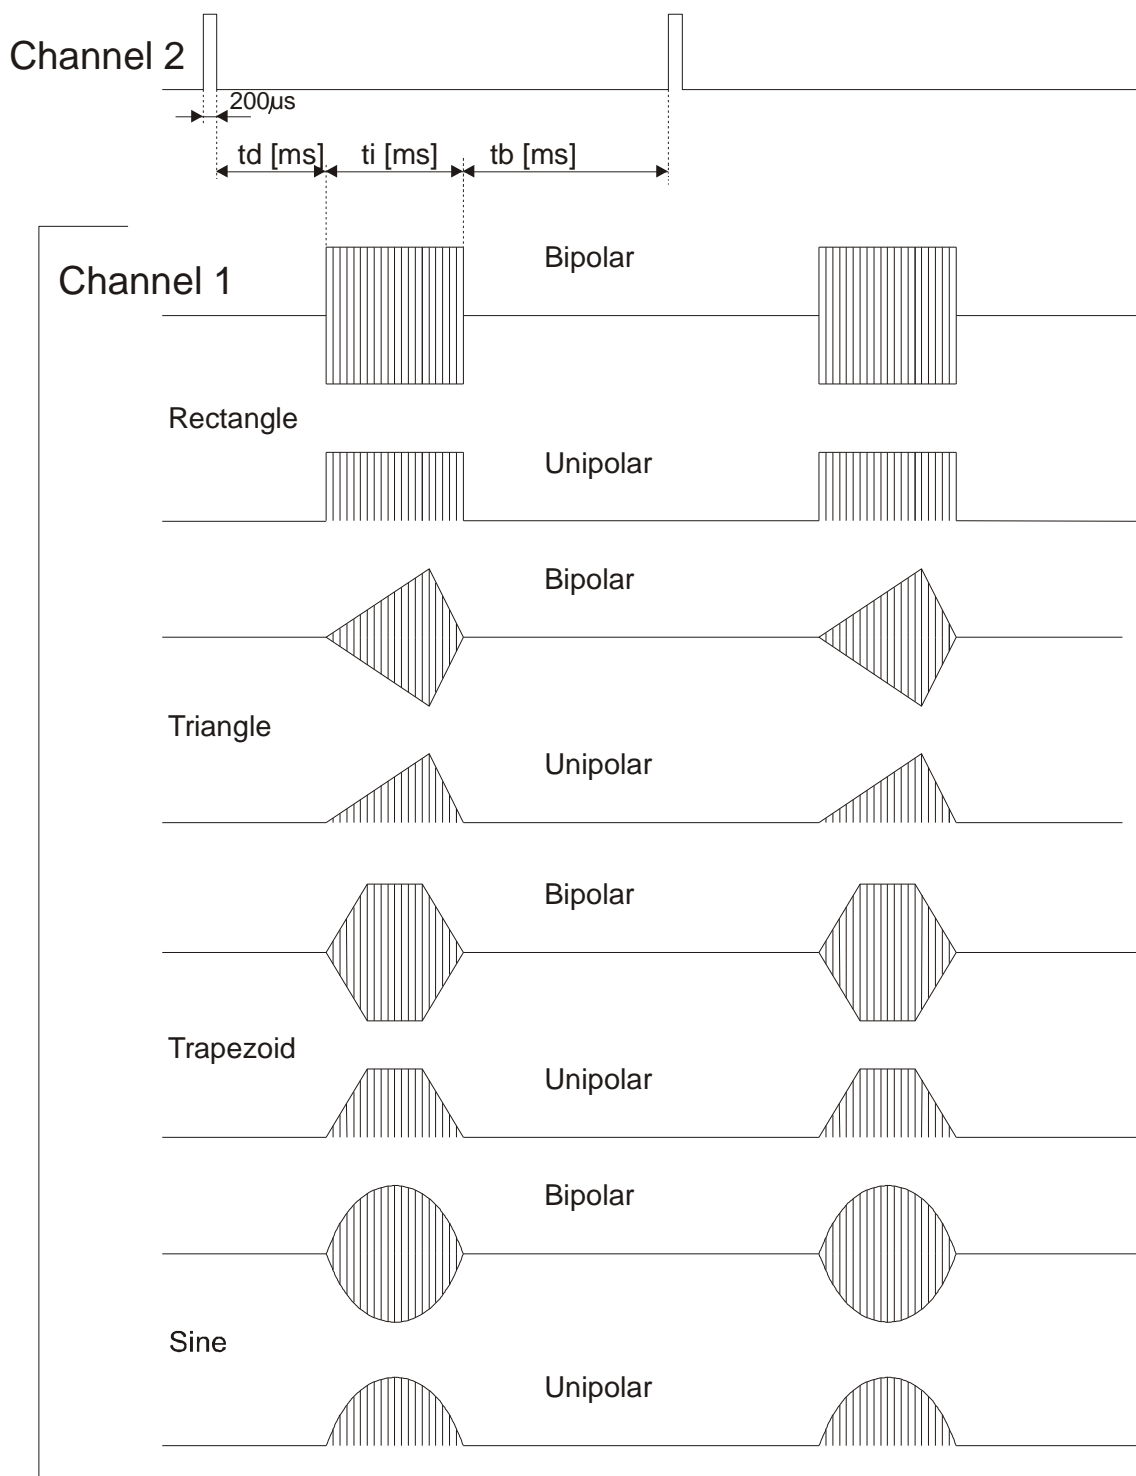 Channel 2
200µs
td [ms] ti [ms] tb [ms]
Bipolar
Channel 1
Rectangle
Unipolar
Bipolar
Triangle
Unipolar
Bipolar
Trapezoid
Unipolar
Bipolar
Sine
Unipolar